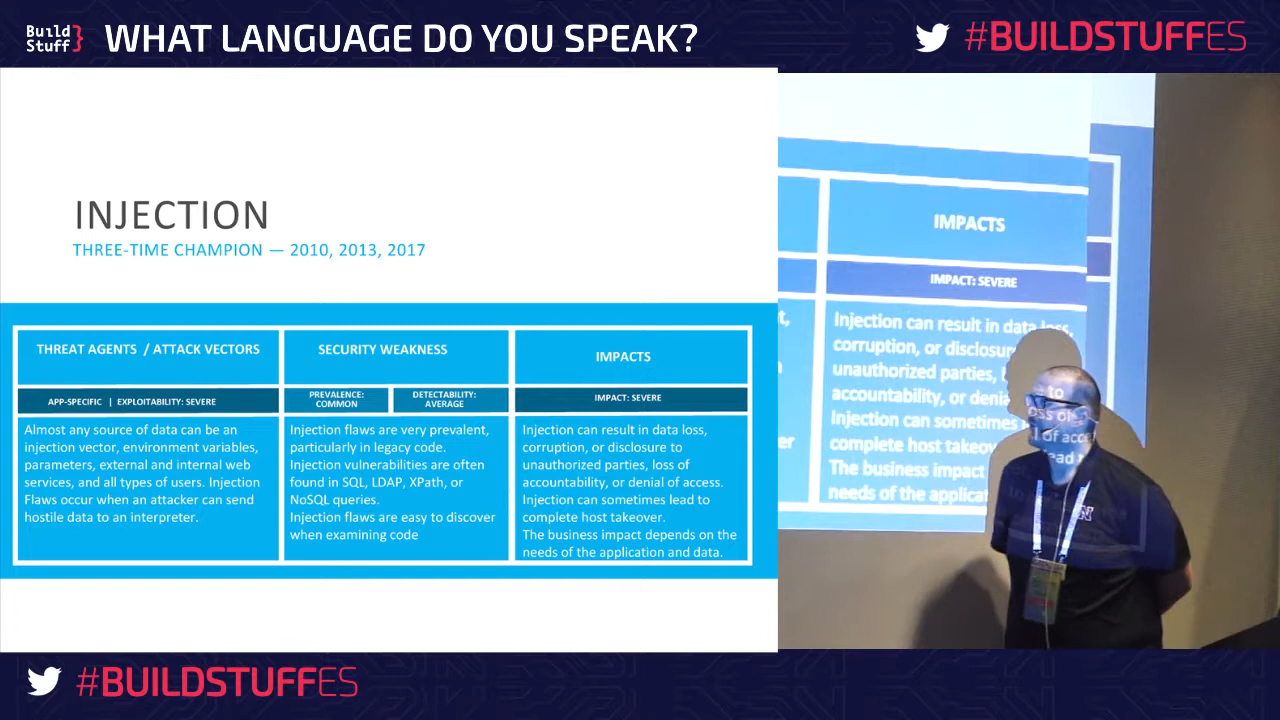 Build
Stuff}
WHAT LANGUAGE DO YOU SPEAK?
#BUILDSTUFFES
INJECTION
THREE-TIME CHAMPION — 2010, 2013, 2017
THREAT AGENTS / ATTACK VECTORS
SECURITY WEAKNESS
IMPACTS
APP-SPECIFIC | EXPLOITABILITY: SEVERE
PREVALENCE:
COMMON
DETECTABILITY:
AVERAGE
IMPACT: SEVERE
Almost any source of data can be an
injection vector, environment variables,
parameters, external and internal web
services, and all types of users. Injection
Flaws occur when an attacker can send
hostile data to an interpreter.
Injection flaws are very prevalent,
particularly in legacy code.
Injection vulnerabilities are often
found in SQL, LDAP, XPath, or
NoSQL queries.
Injection flaws are easy to discover
when examining code
Injection can result in data loss,
corruption, or disclosure to
unauthorized parties, loss of
accountability, or denial of access.
Injection can sometimes lead to
complete host takeover.
The business impact depends on the
needs of the application and data.
IMPACTS
IMPACT: SEVERE
Injection can result in data loss,
corruption, or disclosure
unauthorized parties,
accountability, or denia
Injection can sometimes
complete host takeov
The business impact
needs of the applicat
#BUILDSTUFFES